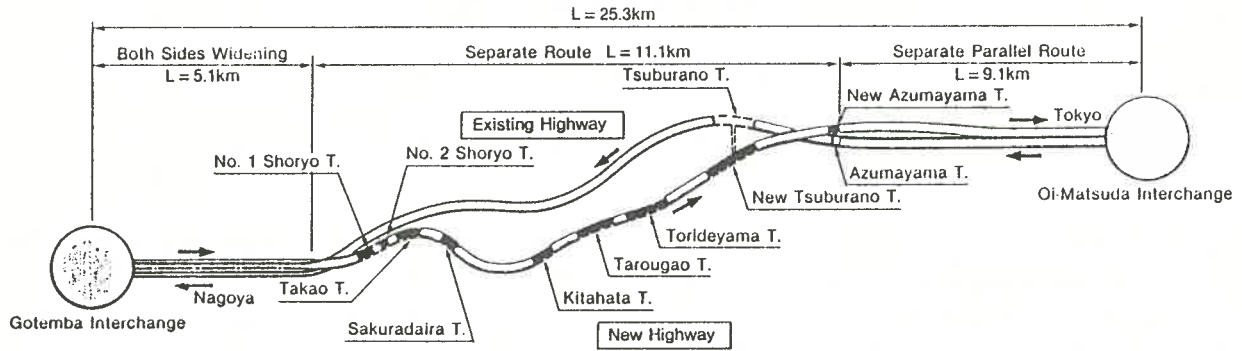 L = 25.3km
Both Sides Widening
L = 5.1km
Separate Route L = 11.1km
Separate Parallel Route
L = 9.1km
Tsuburano T.
New Azumayama T.
Existing Highway
Tokyo
No. 1 Shoryo T.
No. 2 Shoryo T.
Azumayama T.
New Tsuburano T.
Oi-Matsuda Interchange
TorIdeyama T.
Tarougao T.
Nagoya
Takao T.
Kitahata T.
Gotemba Interchange
Sakuradaira T.
New Highway